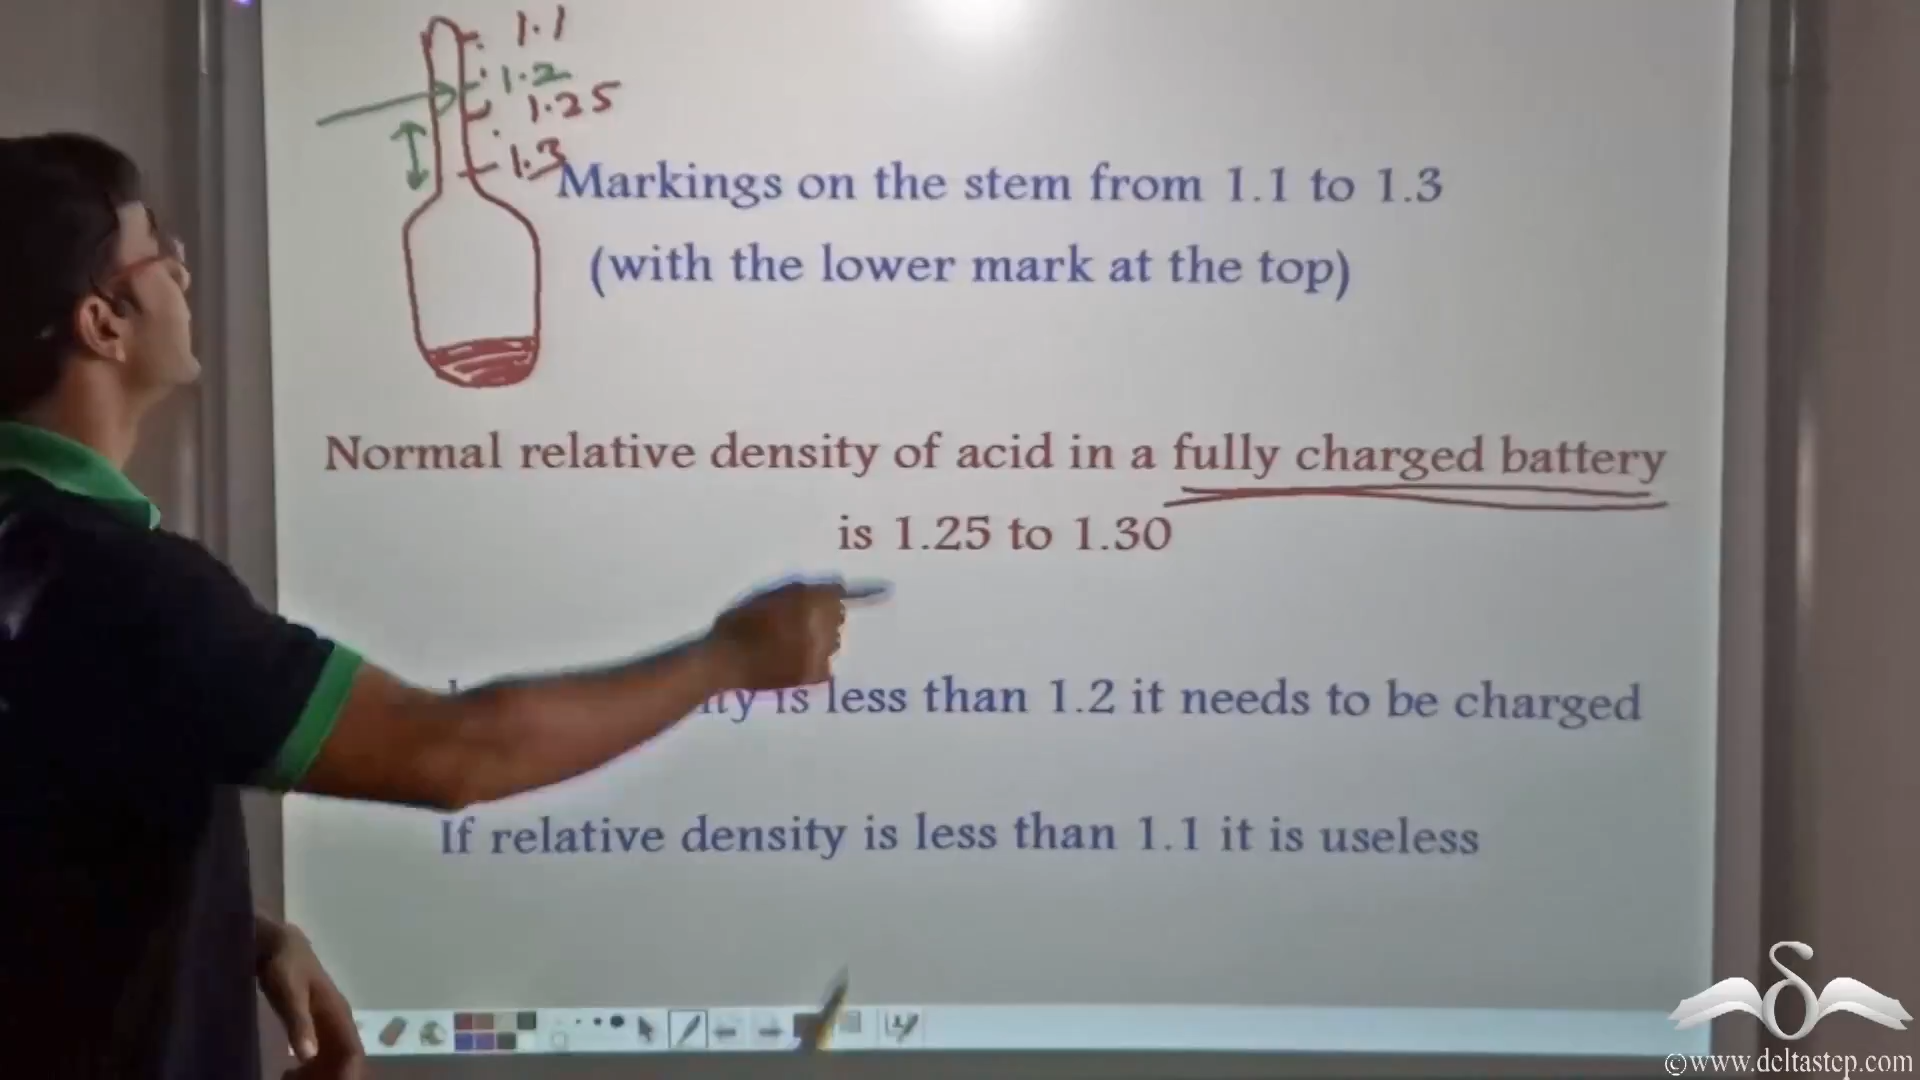 1.1
1.2
1.25
1.3
Markings on the stem from 1.1 to 1.3
(with the lower mark at the top)
Normal relative density of acid in a fully charged battery
is 1.25 to 1.30
is less than 1.2 it needs to be charged
If relative density is less than 1.1 it is useless
©www.deltastep.com